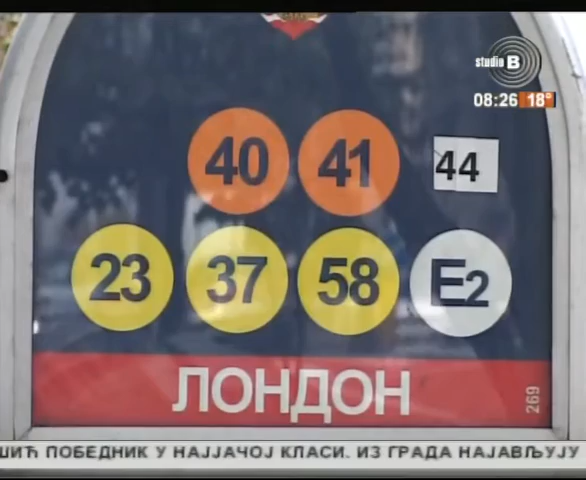 studio B
08:26 18°
40 41 44
23 37 58 E2
ЛОНДОН
269
ШИЋ ПОБЕДНИК У НАЈЈАЧОЈ КЛАСИ. ИЗ ГРАДА НАЈАВЉУЈУ